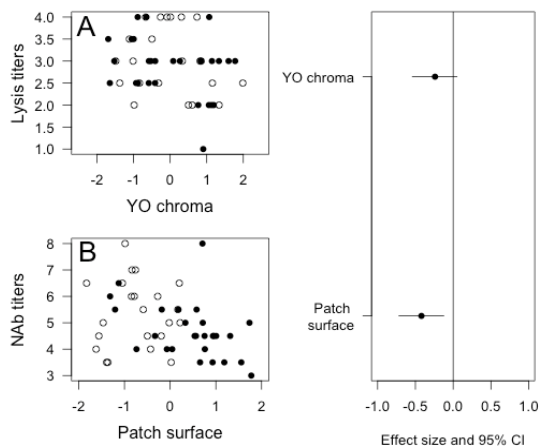 A
Lysis titers
4.0
3.5
3.0
2.5
2.0
1.5
1.0
-2 -1 0 1 2
YO chroma
B
NAb titers
8
7
6
5
4
3
-2 -1 0 1 2
Patch surface
YO chroma
Patch
surface
-1.0 -0.5 0.0 0.5 1.0
Effect size and 95% CI